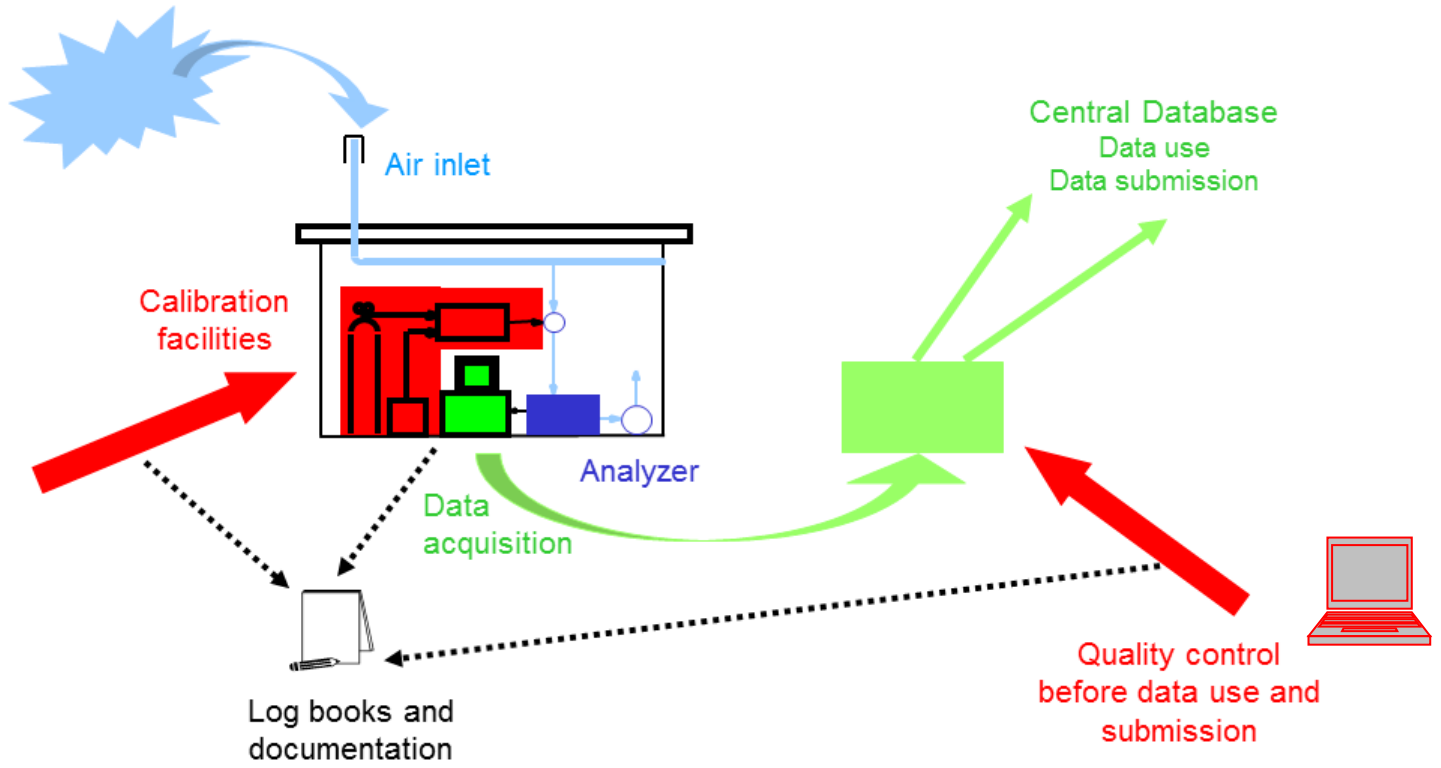 Air inlet
Central Database
Data use
Data submission
Calibration
facilities
Analyzer
Data
acquisition
Log books and
documentation
Quality control
before data use and
submission